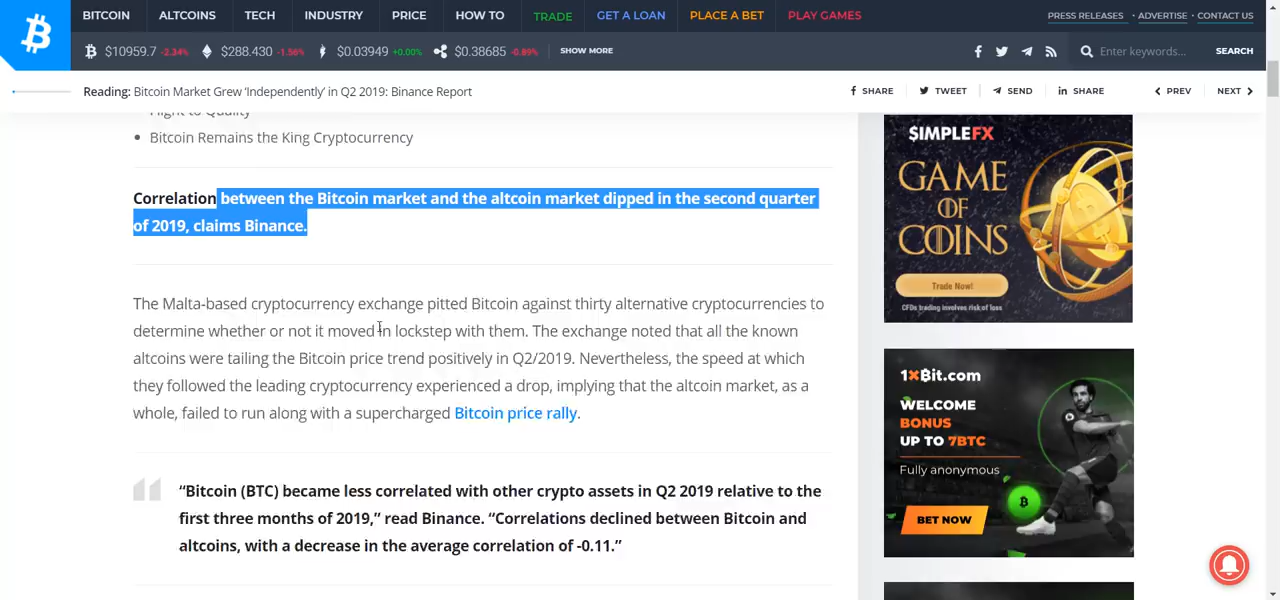 BITCOIN ALTCOINS TECH INDUSTRY PRICE HOW TO TRADE GET A LOAN PLACE A BET PLAY GAMES PRESS RELEASES · ADVERTISE · CONTACT US
$10959.7 -2.34% $288.430 -1.56% $0.03949 +0.00% $0.38685 -0.89% SHOW MORE Enter keywords... SEARCH
Reading: Bitcoin Market Grew ‘Independently’ in Q2 2019: Binance Report SHARE TWEET SEND SHARE PREV NEXT
Flight to Quality
Bitcoin Remains the King Cryptocurrency
Correlation between the Bitcoin market and the altcoin market dipped in the second quarter
of 2019, claims Binance.
The Malta-based cryptocurrency exchange pitted Bitcoin against thirty alternative cryptocurrencies to
determine whether or not it moved in lockstep with them. The exchange noted that all the known
altcoins were tailing the Bitcoin price trend positively in Q2/2019. Nevertheless, the speed at which
they followed the leading cryptocurrency experienced a drop, implying that the altcoin market, as a
whole, failed to run along with a supercharged Bitcoin price rally.
“Bitcoin (BTC) became less correlated with other crypto assets in Q2 2019 relative to the
first three months of 2019,” read Binance. “Correlations declined between Bitcoin and
altcoins, with a decrease in the average correlation of -0.11.”
$IMPLEFX
GAME
OF
COINS
Trade Now!
CFDs trading involves risk of loss
1×Bit.com
WELCOME
BONUS
UP TO 7BTC
Fully anonymous
BET NOW